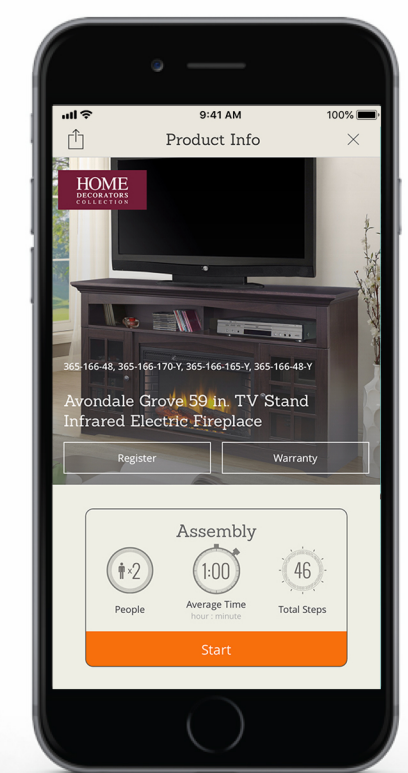 9:41 AM
100%
Product Info
HOME
DECORATORS
COLLECTION
365-166-48, 365-166-170-Y, 365-166-165-Y, 365-166-48-Y
Avondale Grove 59 in. TV Stand
Infrared Electric Fireplace
Register
Warranty
Assembly
x2
1:00
46
People
Average Time
hour : minute
Total Steps
Start